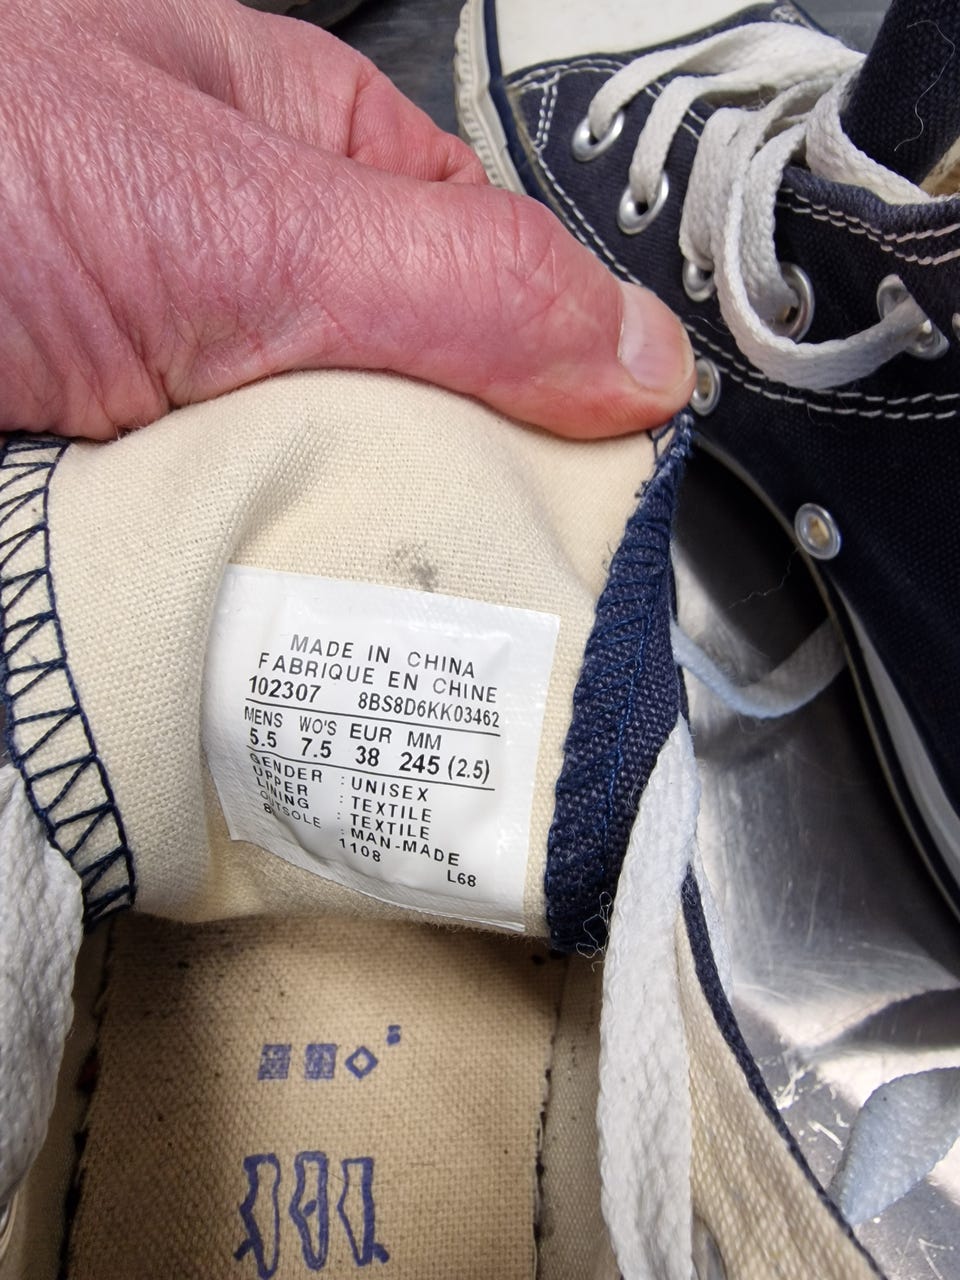 MADE IN CHINA
FABRIQUE EN CHINE
102307 8BS8D6KK03462
MENS WO'S EUR MM
5.5 7.5 38 245 (2.5)
GENDER : UNISEX
UPPER : TEXTILE
LINING : TEXTILE
OUTSOLE : MAN-MADE
1108
L68